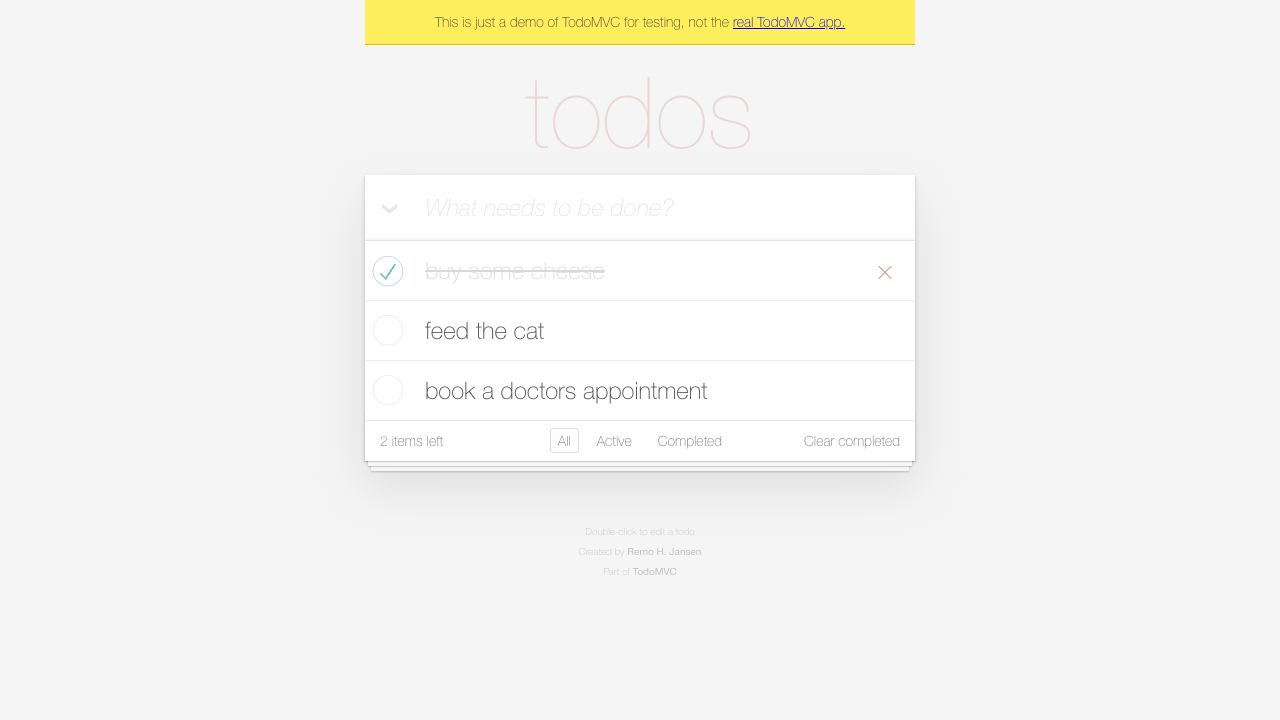 This is just a demo of TodoMVC for testing, not the real TodoMVC app.
todos
What needs to be done?
buy some cheese
feed the cat
book a doctors appointment
2 items left All Active Completed Clear completed
Double-click to edit a todo
Created by Remo H. Jansen
Part of TodoMVC